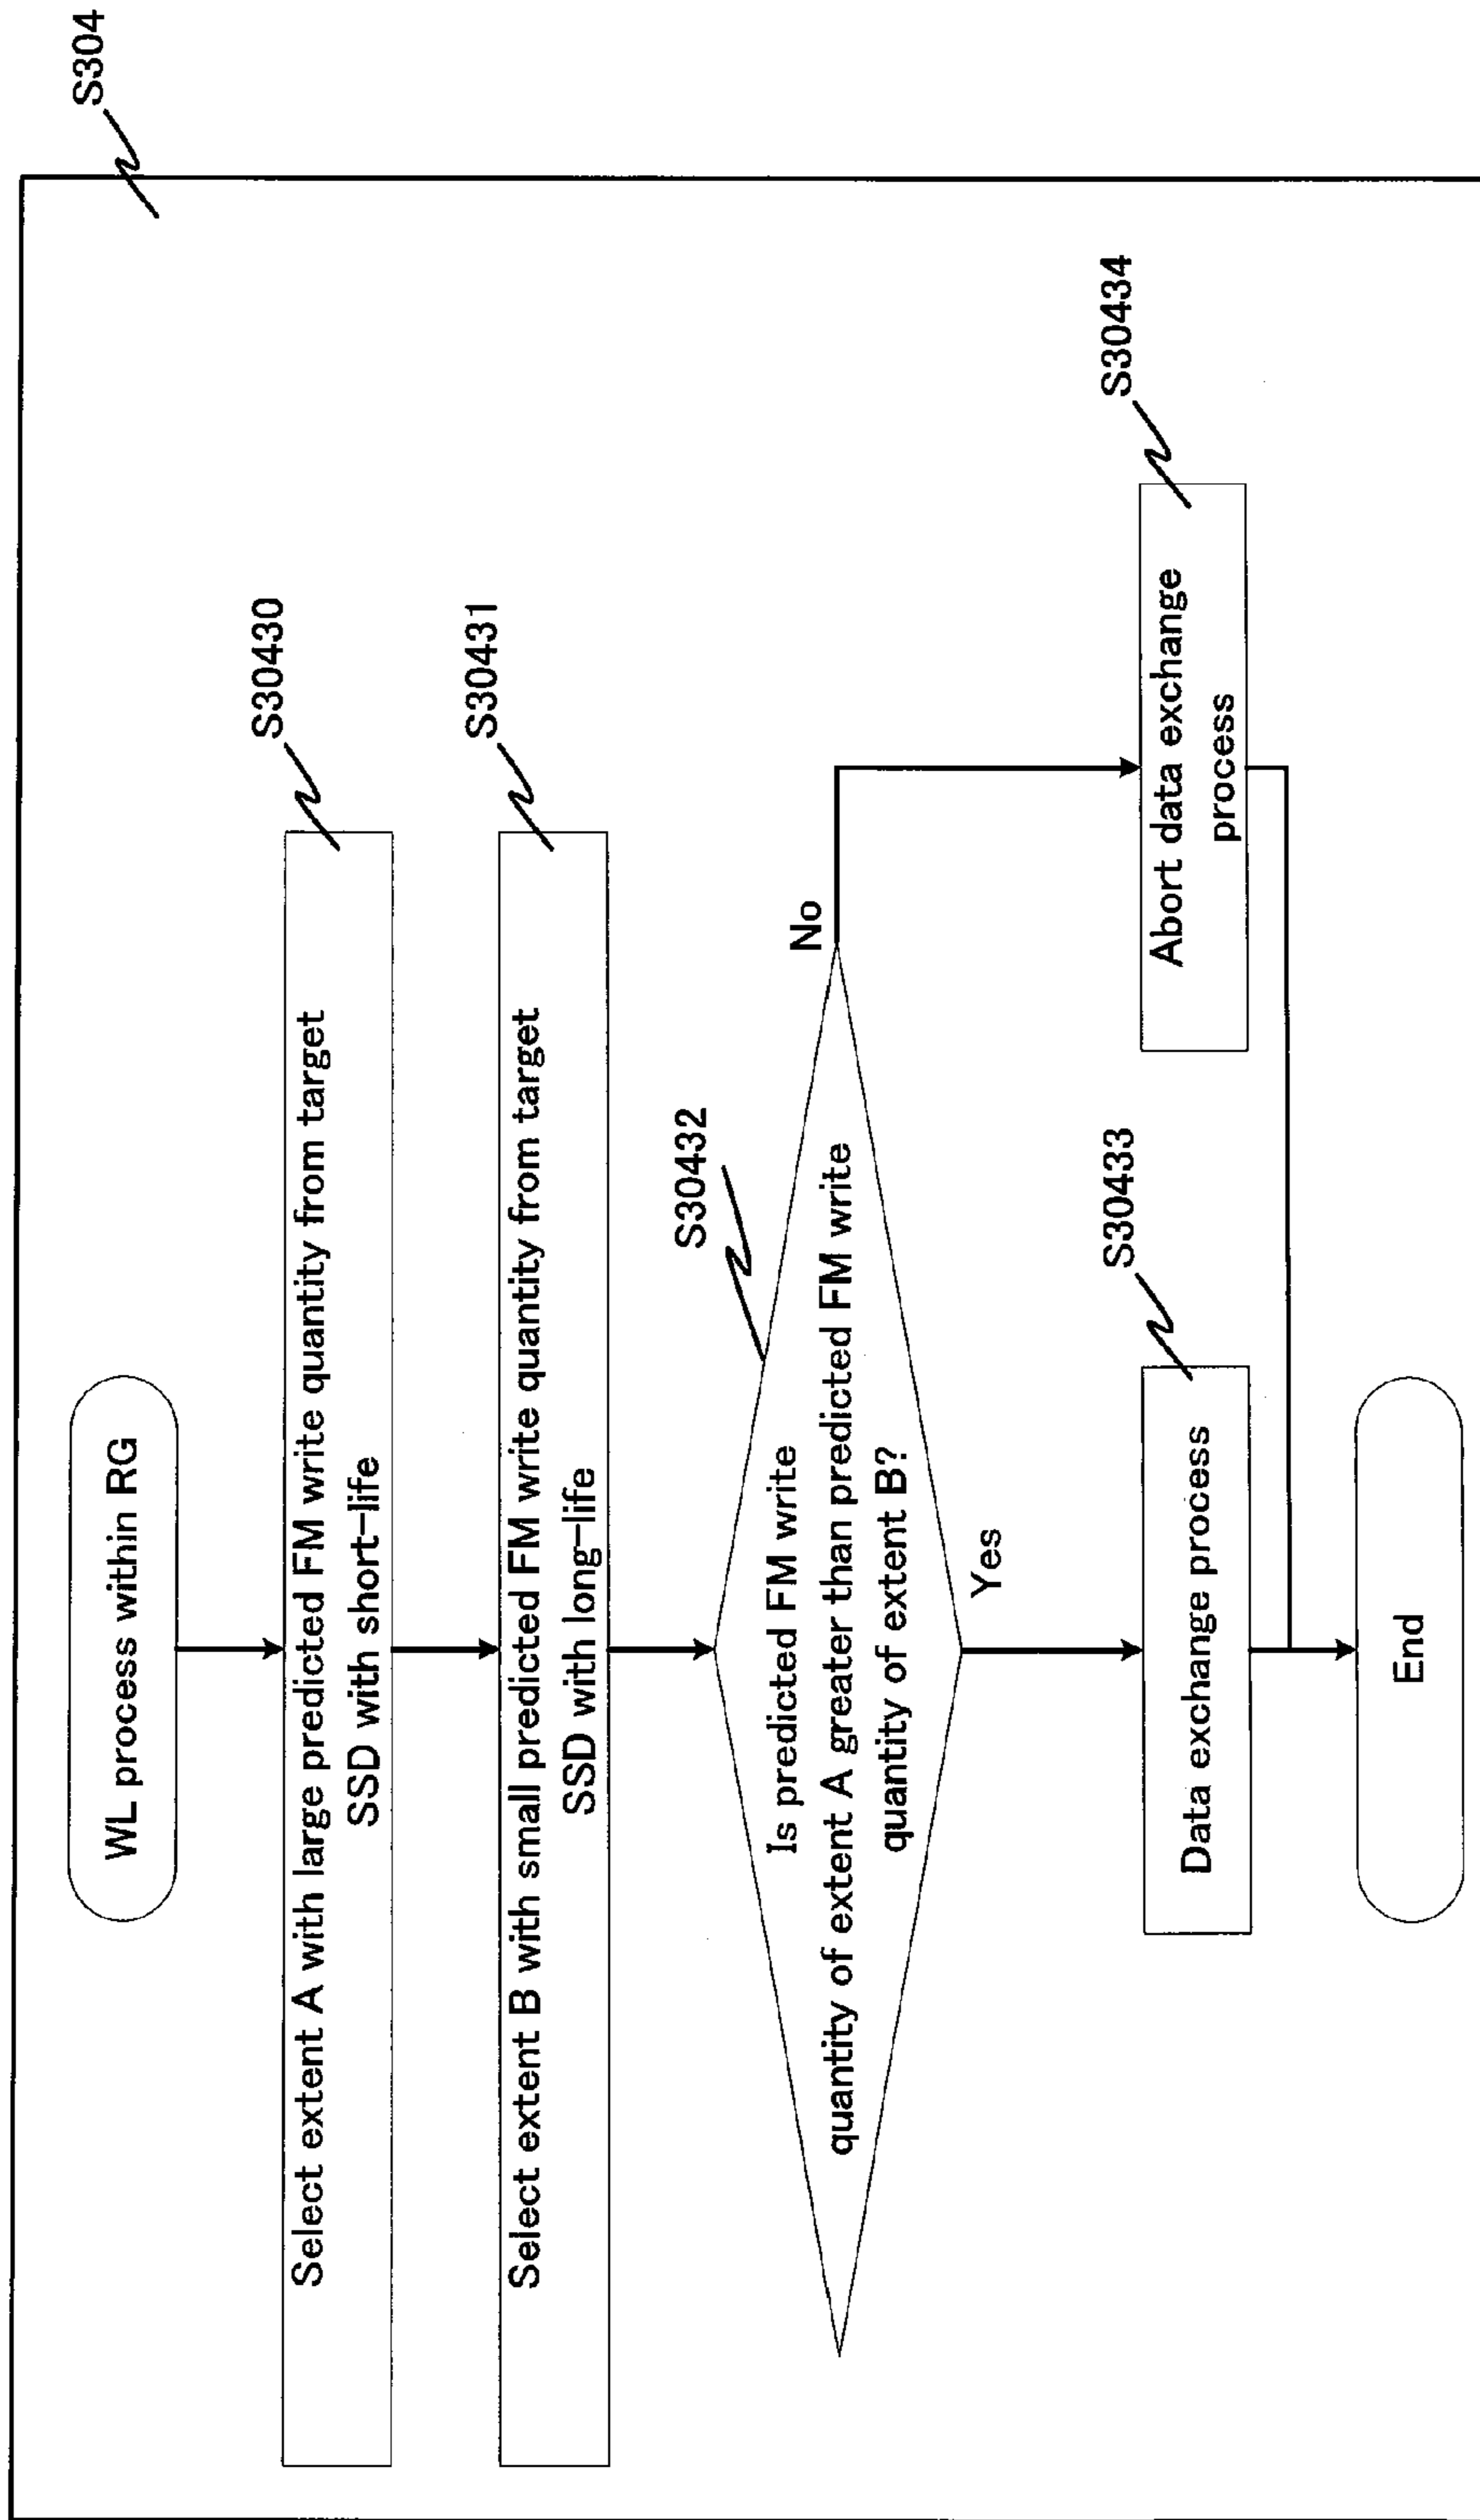 S304
WL process within RG
S30430
Select extent A with large predicted FM write quantity from target
SSD with short-life
S30431
Select extent B with small predicted FM write quantity from target
SSD with long-life
S30432
Is predicted FM write
quantity of extent A greater than predicted FM write
quantity of extent B?
No
Yes
S30433
Data exchange process
S30434
Abort data exchange
process
End